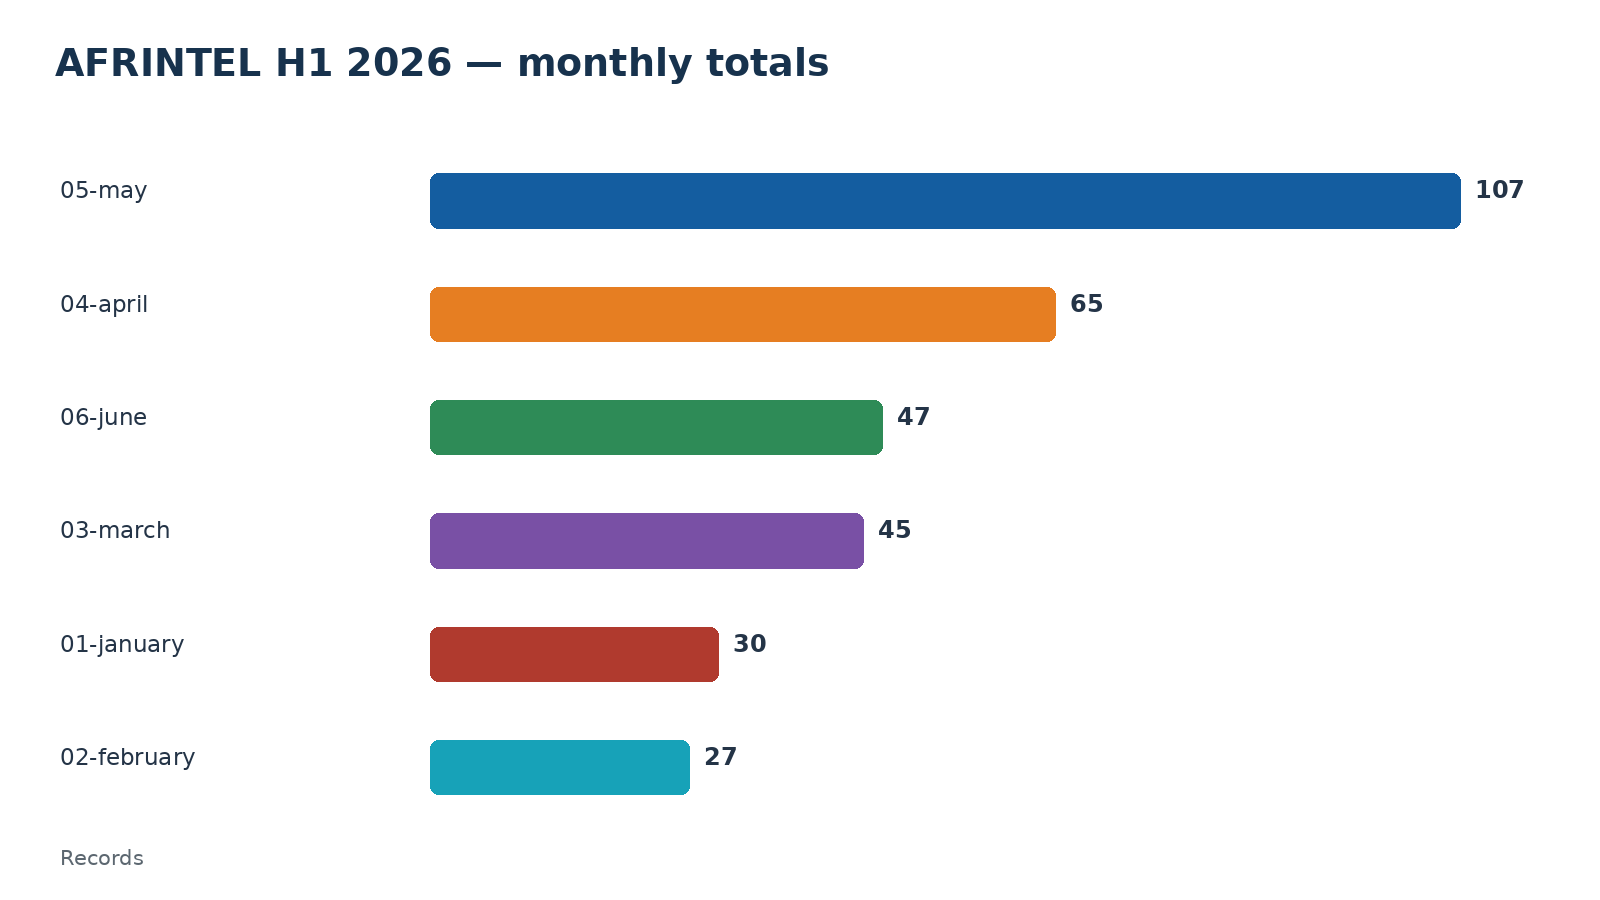 AFRINTEL H1 2026 — monthly totals
05-may 107
04-april 65
06-june 47
03-march 45
01-january 30
02-february 27
Records